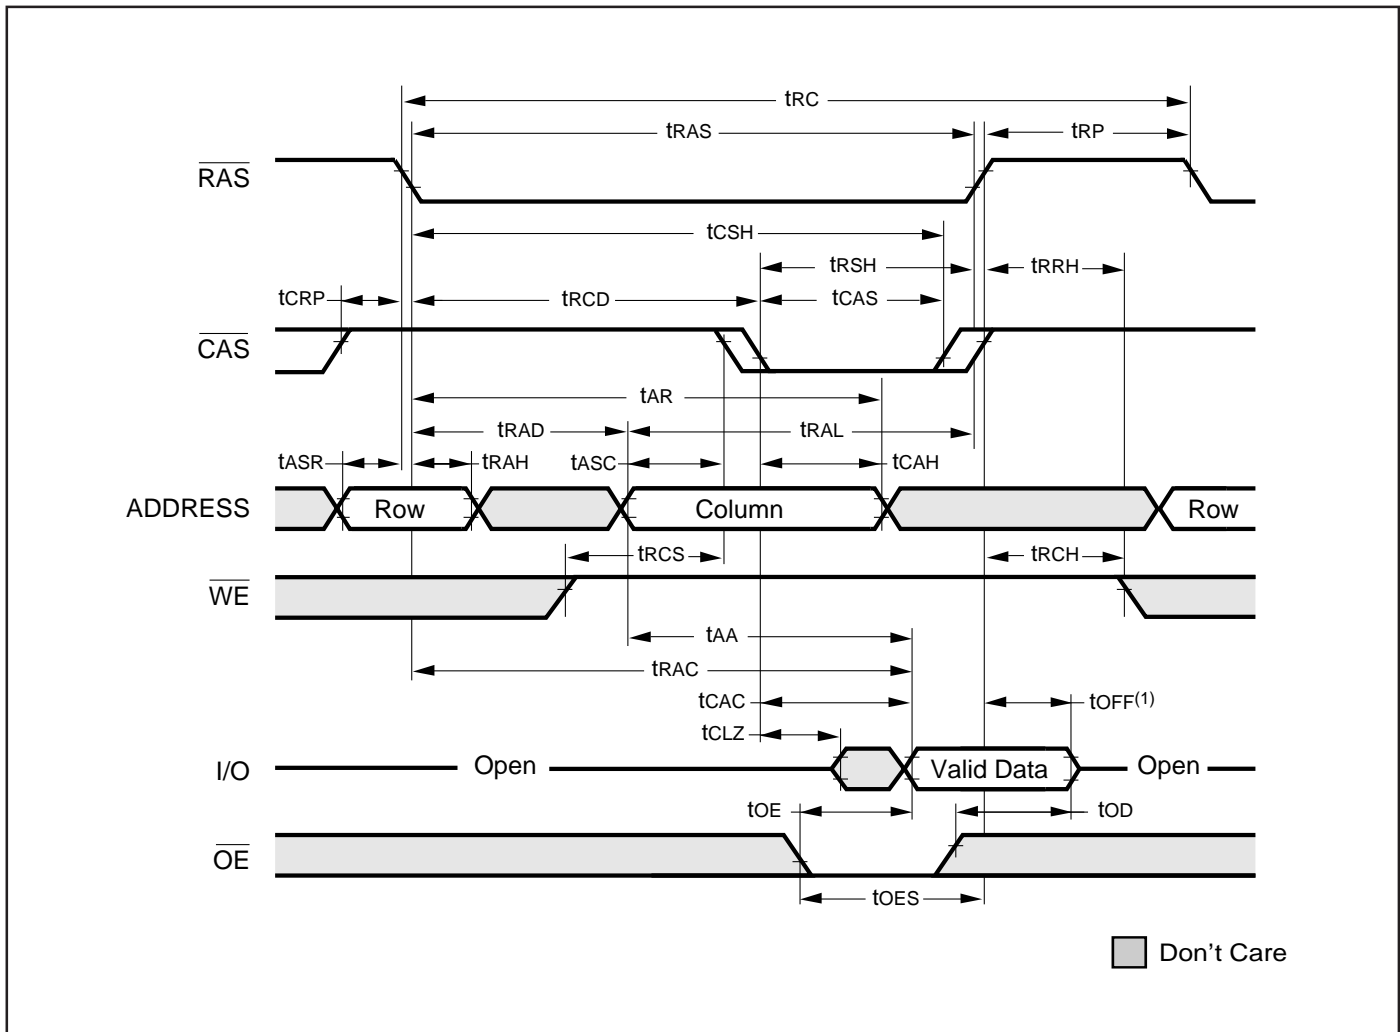 tRC
tRAS tRP
RAS
tCSH
tRSH tRRH
tCRP tRCD tCAS
CAS
tAR
tRAD tRAL
tASR tRAH tASC tCAH
ADDRESS Row Column Row
tRCS tRCH
WE
tAA
tRAC
tCAC tOFF(1)
tCLZ
I/O Open Valid Data Open
tOE tOD
OE
tOES
Don't Care